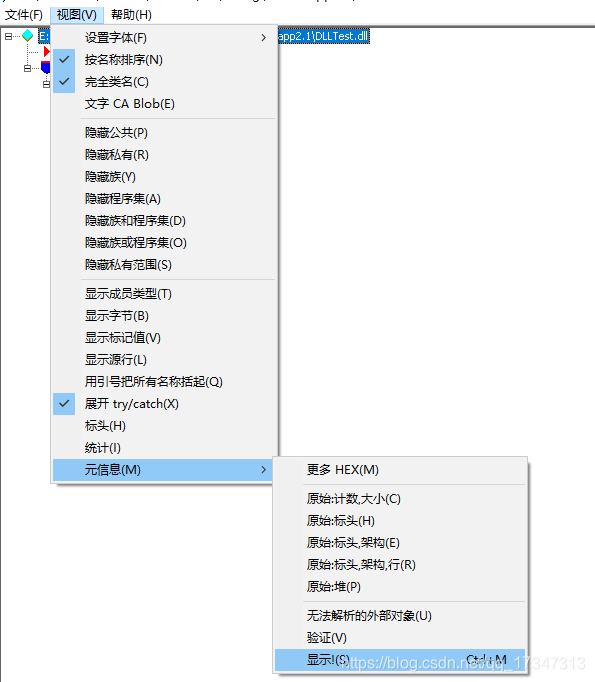 文件(F) 视图(V) 帮助(H)
E: app2.1\DLLTest.dll
设置字体(F)
按名称排序(N)
完全类名(C)
文字 CA Blob(E)
隐藏公共(P)
隐藏私有(R)
隐藏族(Y)
隐藏程序集(A)
隐藏族和程序集(D)
隐藏族或程序集(O)
隐藏私有范围(S)
显示成员类型(T)
显示字节(B)
显示标记值(V)
显示源行(L)
用引号把所有名称括起(Q)
展开 try/catch(X)
标头(H)
统计(I)
元信息(M)
更多 HEX(M)
原始:计数,大小(C)
原始:标头(H)
原始:标头,架构(E)
原始:标头,架构,行(R)
原始:堆(P)
无法解析的外部对象(U)
验证(V)
显示!(S) Ctrl+M
https://blog.csdn.net/qq_17347313